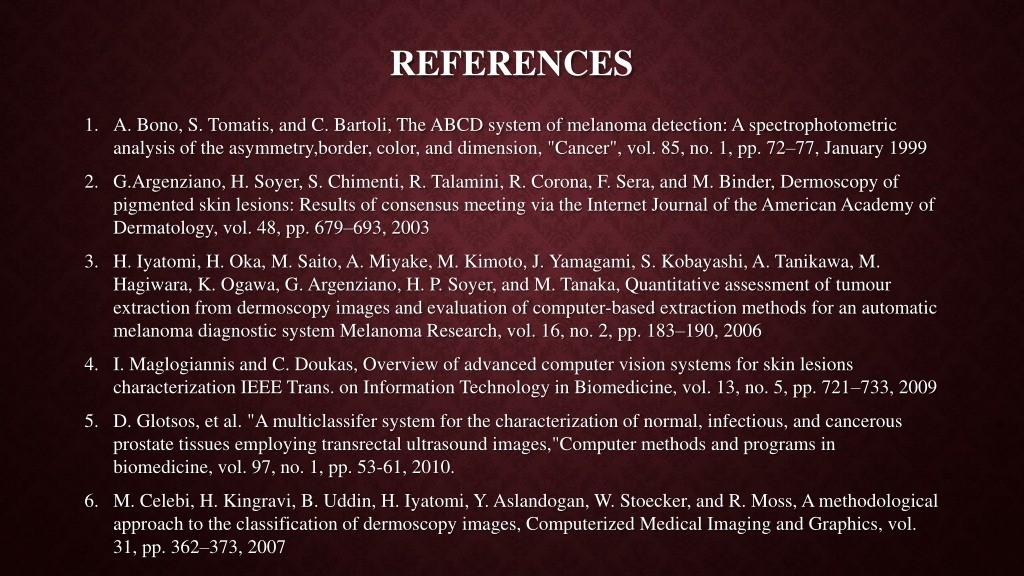 REFERENCES
1. A. Bono, S. Tomatis, and C. Bartoli, The ABCD system of melanoma detection: A spectrophotometric
analysis of the asymmetry,border, color, and dimension, "Cancer", vol. 85, no. 1, pp. 72–77, January 1999
2. G.Argenziano, H. Soyer, S. Chimenti, R. Talamini, R. Corona, F. Sera, and M. Binder, Dermoscopy of
pigmented skin lesions: Results of consensus meeting via the Internet Journal of the American Academy of
Dermatology, vol. 48, pp. 679–693, 2003
3. H. Iyatomi, H. Oka, M. Saito, A. Miyake, M. Kimoto, J. Yamagami, S. Kobayashi, A. Tanikawa, M.
Hagiwara, K. Ogawa, G. Argenziano, H. P. Soyer, and M. Tanaka, Quantitative assessment of tumour
extraction from dermoscopy images and evaluation of computer-based extraction methods for an automatic
melanoma diagnostic system Melanoma Research, vol. 16, no. 2, pp. 183–190, 2006
4. I. Maglogiannis and C. Doukas, Overview of advanced computer vision systems for skin lesions
characterization IEEE Trans. on Information Technology in Biomedicine, vol. 13, no. 5, pp. 721–733, 2009
5. D. Glotsos, et al. "A multiclassifer system for the characterization of normal, infectious, and cancerous
prostate tissues employing transrectal ultrasound images,"Computer methods and programs in
biomedicine, vol. 97, no. 1, pp. 53-61, 2010.
6. M. Celebi, H. Kingravi, B. Uddin, H. Iyatomi, Y. Aslandogan, W. Stoecker, and R. Moss, A methodological
approach to the classification of dermoscopy images, Computerized Medical Imaging and Graphics, vol.
31, pp. 362–373, 2007